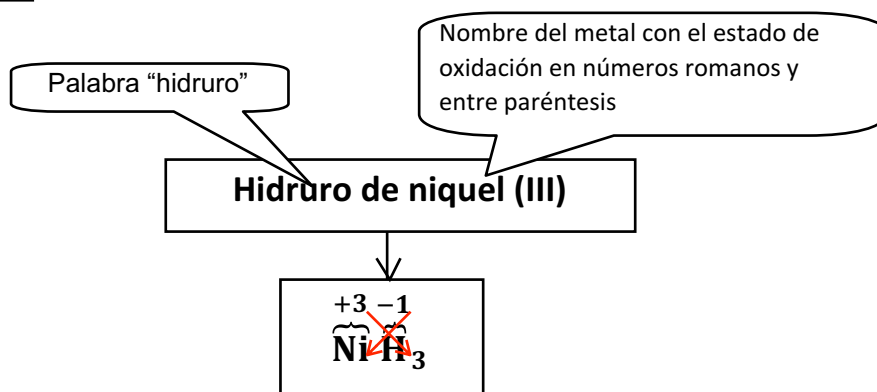 Nombre del metal con el estado de
oxidación en números romanos y
entre paréntesis
Palabra “hidruro”
Hidruro de niquel (III)
+3 −1
Ni H₃